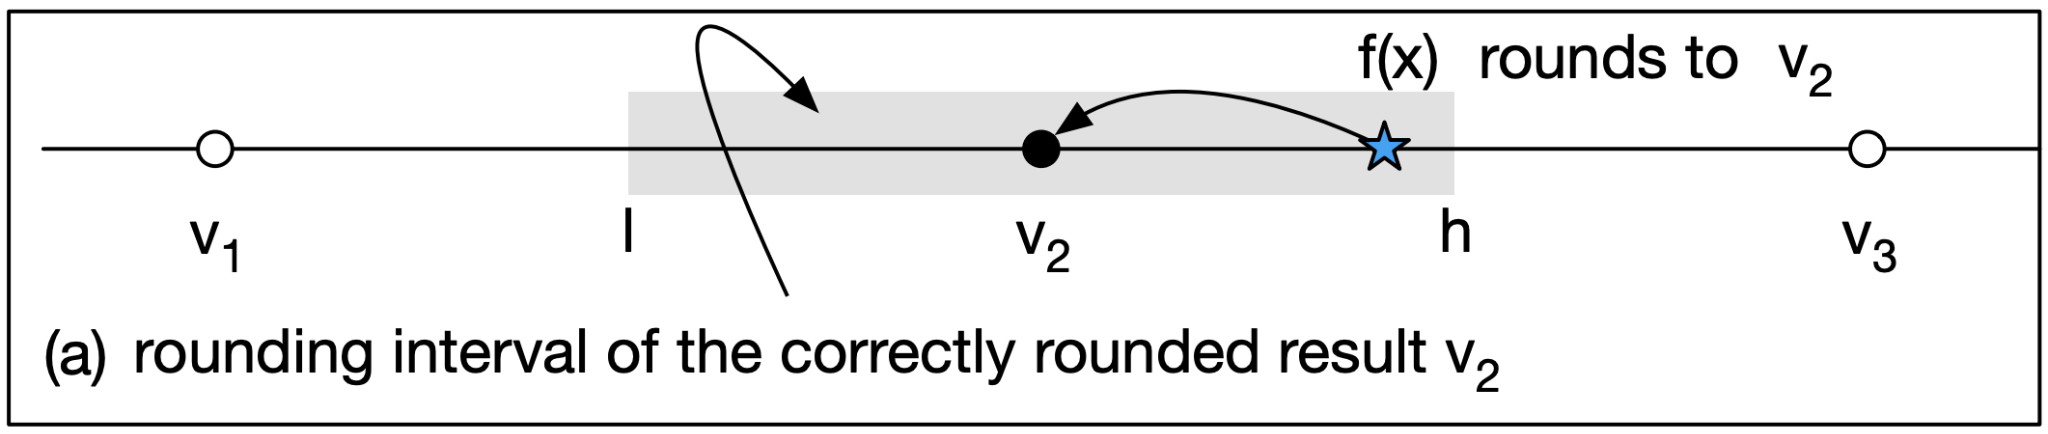 f(x) rounds to v₂
v₁ l v₂ h v₃
(a) rounding interval of the correctly rounded result v₂